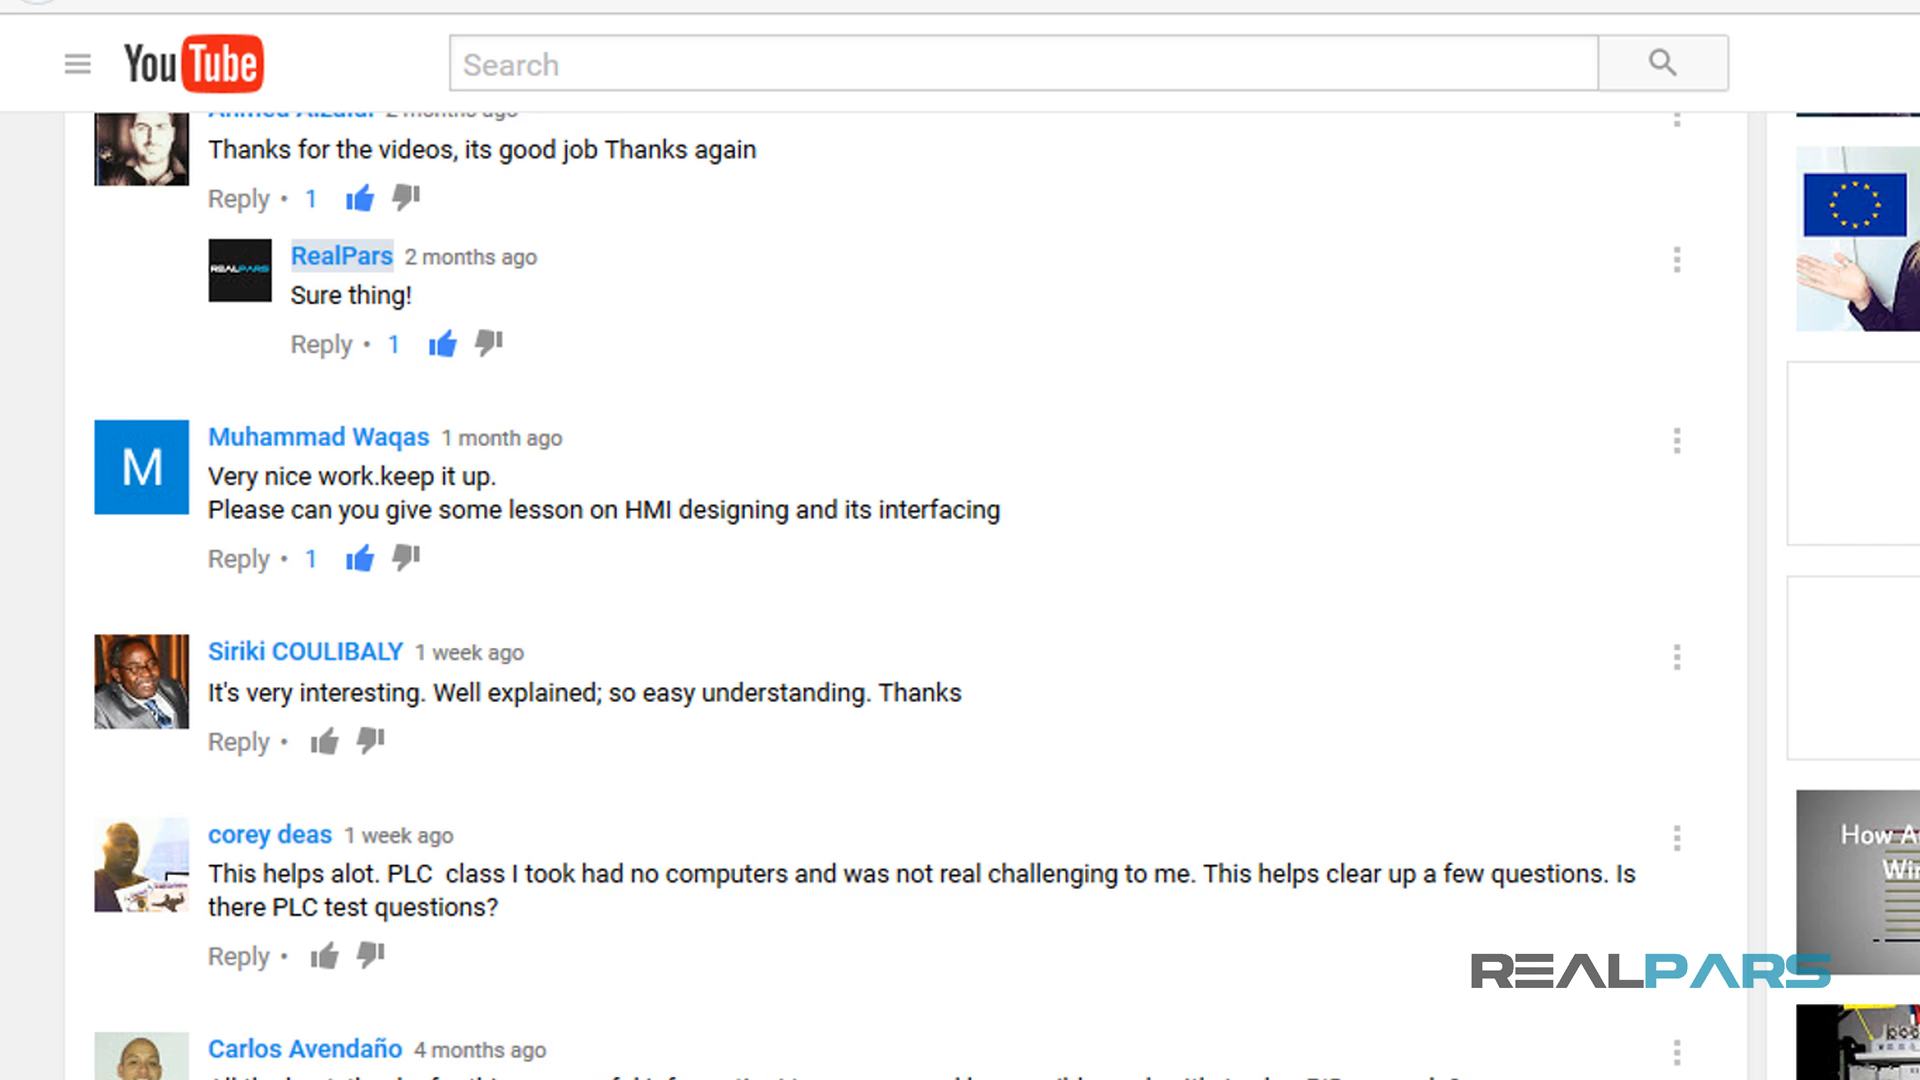 YouTube
Search
2 months ago
Thanks for the videos, its good job Thanks again
Reply • 1
REALPARS
RealPars 2 months ago
Sure thing!
Reply • 1
M
Muhammad Waqas 1 month ago
Very nice work.keep it up.
Please can you give some lesson on HMI designing and its interfacing
Reply • 1
Siriki COULIBALY 1 week ago
It's very interesting. Well explained; so easy understanding. Thanks
Reply •
corey deas 1 week ago
This helps alot. PLC class I took had no computers and was not real challenging to me. This helps clear up a few questions. Is
there PLC test questions?
Reply •
How
REALPARS
Carlos Avendaño 4 months ago